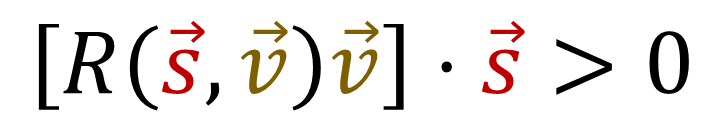 [R(s⃗, v⃗)v⃗] · s⃗ > 0